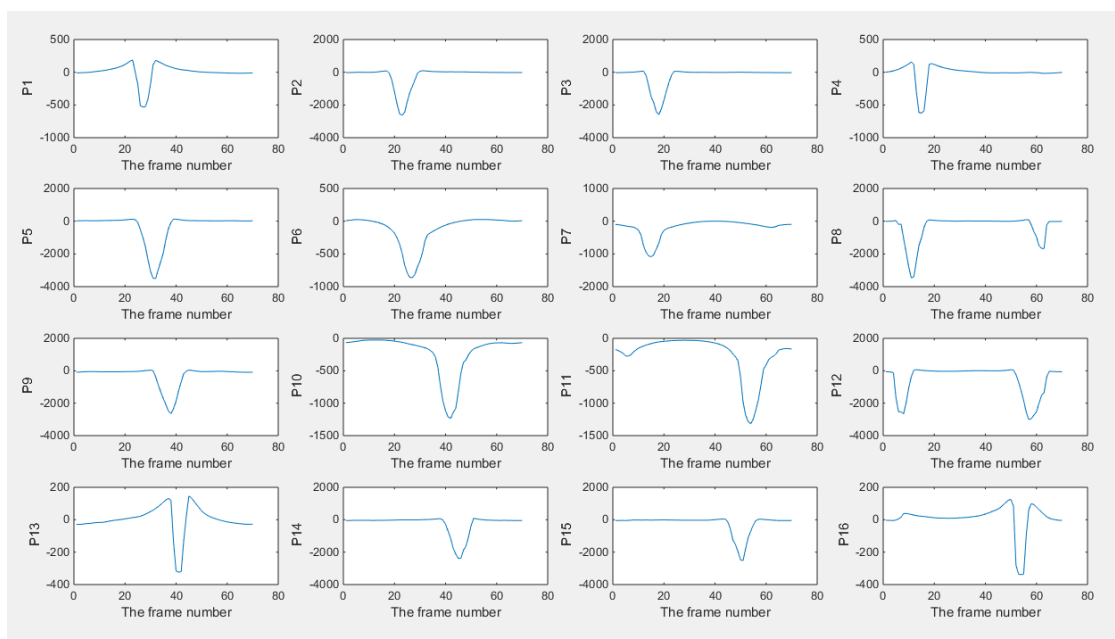 500 2000 2000 500
0 0 0 0
-500 -2000 -2000 -500
-1000 -4000 -4000 -1000
P1 P2 P3 P4
0 20 40 60 80 0 20 40 60 80 0 20 40 60 80 0 20 40 60 80
The frame number The frame number The frame number The frame number
2000 500 1000 2000
0 0 0 0
-2000 -500 -1000 -2000
-4000 -1000 -2000 -4000
P5 P6 P7 P8
0 20 40 60 80 0 20 40 60 80 0 20 40 60 80 0 20 40 60 80
The frame number The frame number The frame number The frame number
2000 0 0 2000
0 -500 -500 0
-2000 -1000 -1000 -2000
-4000 -1500 -1500 -4000
P9 P10 P11 P12
0 20 40 60 80 0 20 40 60 80 0 20 40 60 80 0 20 40 60 80
The frame number The frame number The frame number The frame number
200 2000 2000 200
0 0 0 0
-200 -2000 -2000 -200
-400 -4000 -4000 -400
P13 P14 P15 P16
0 20 40 60 80 0 20 40 60 80 0 20 40 60 80 0 20 40 60 80
The frame number The frame number The frame number The frame number